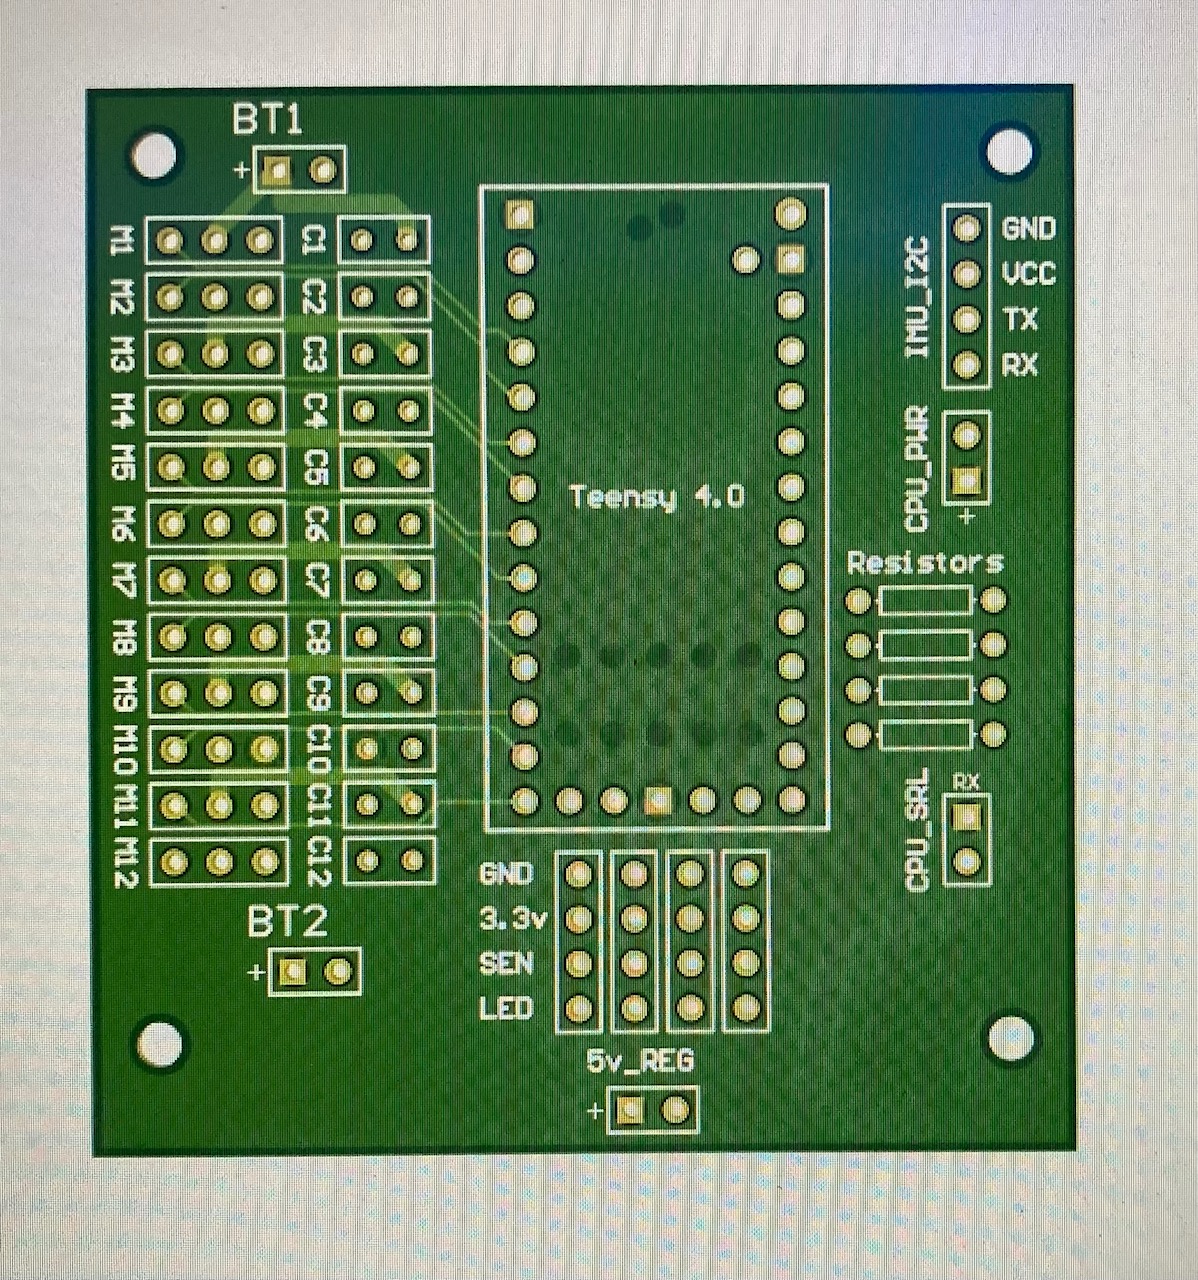 BT1
+
M1 C1
M2 C2
M3 C3
M4 C4
M5 C5
M6 C6
M7 C7
M8 C8
M9 C9
M10 C10
M11 C11
M12 C12
BT2
+
Teensy 4.0
IMU_I2C
GND
VCC
TX
RX
CPU_PWR
+
Resistors
CPU_SRL
RX
GND
3.3v
SEN
LED
5v_REG
+